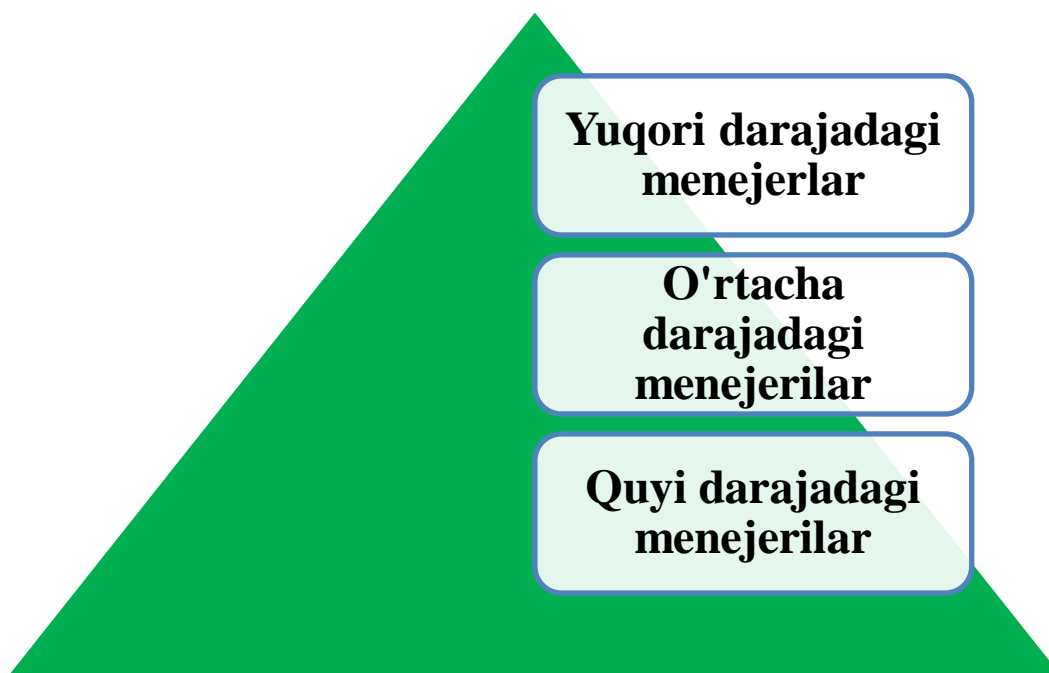 Yuqori darajadagi
menejerlar
O'rtacha
darajadagi
menejerilar
Quyi darajadagi
menejerilar